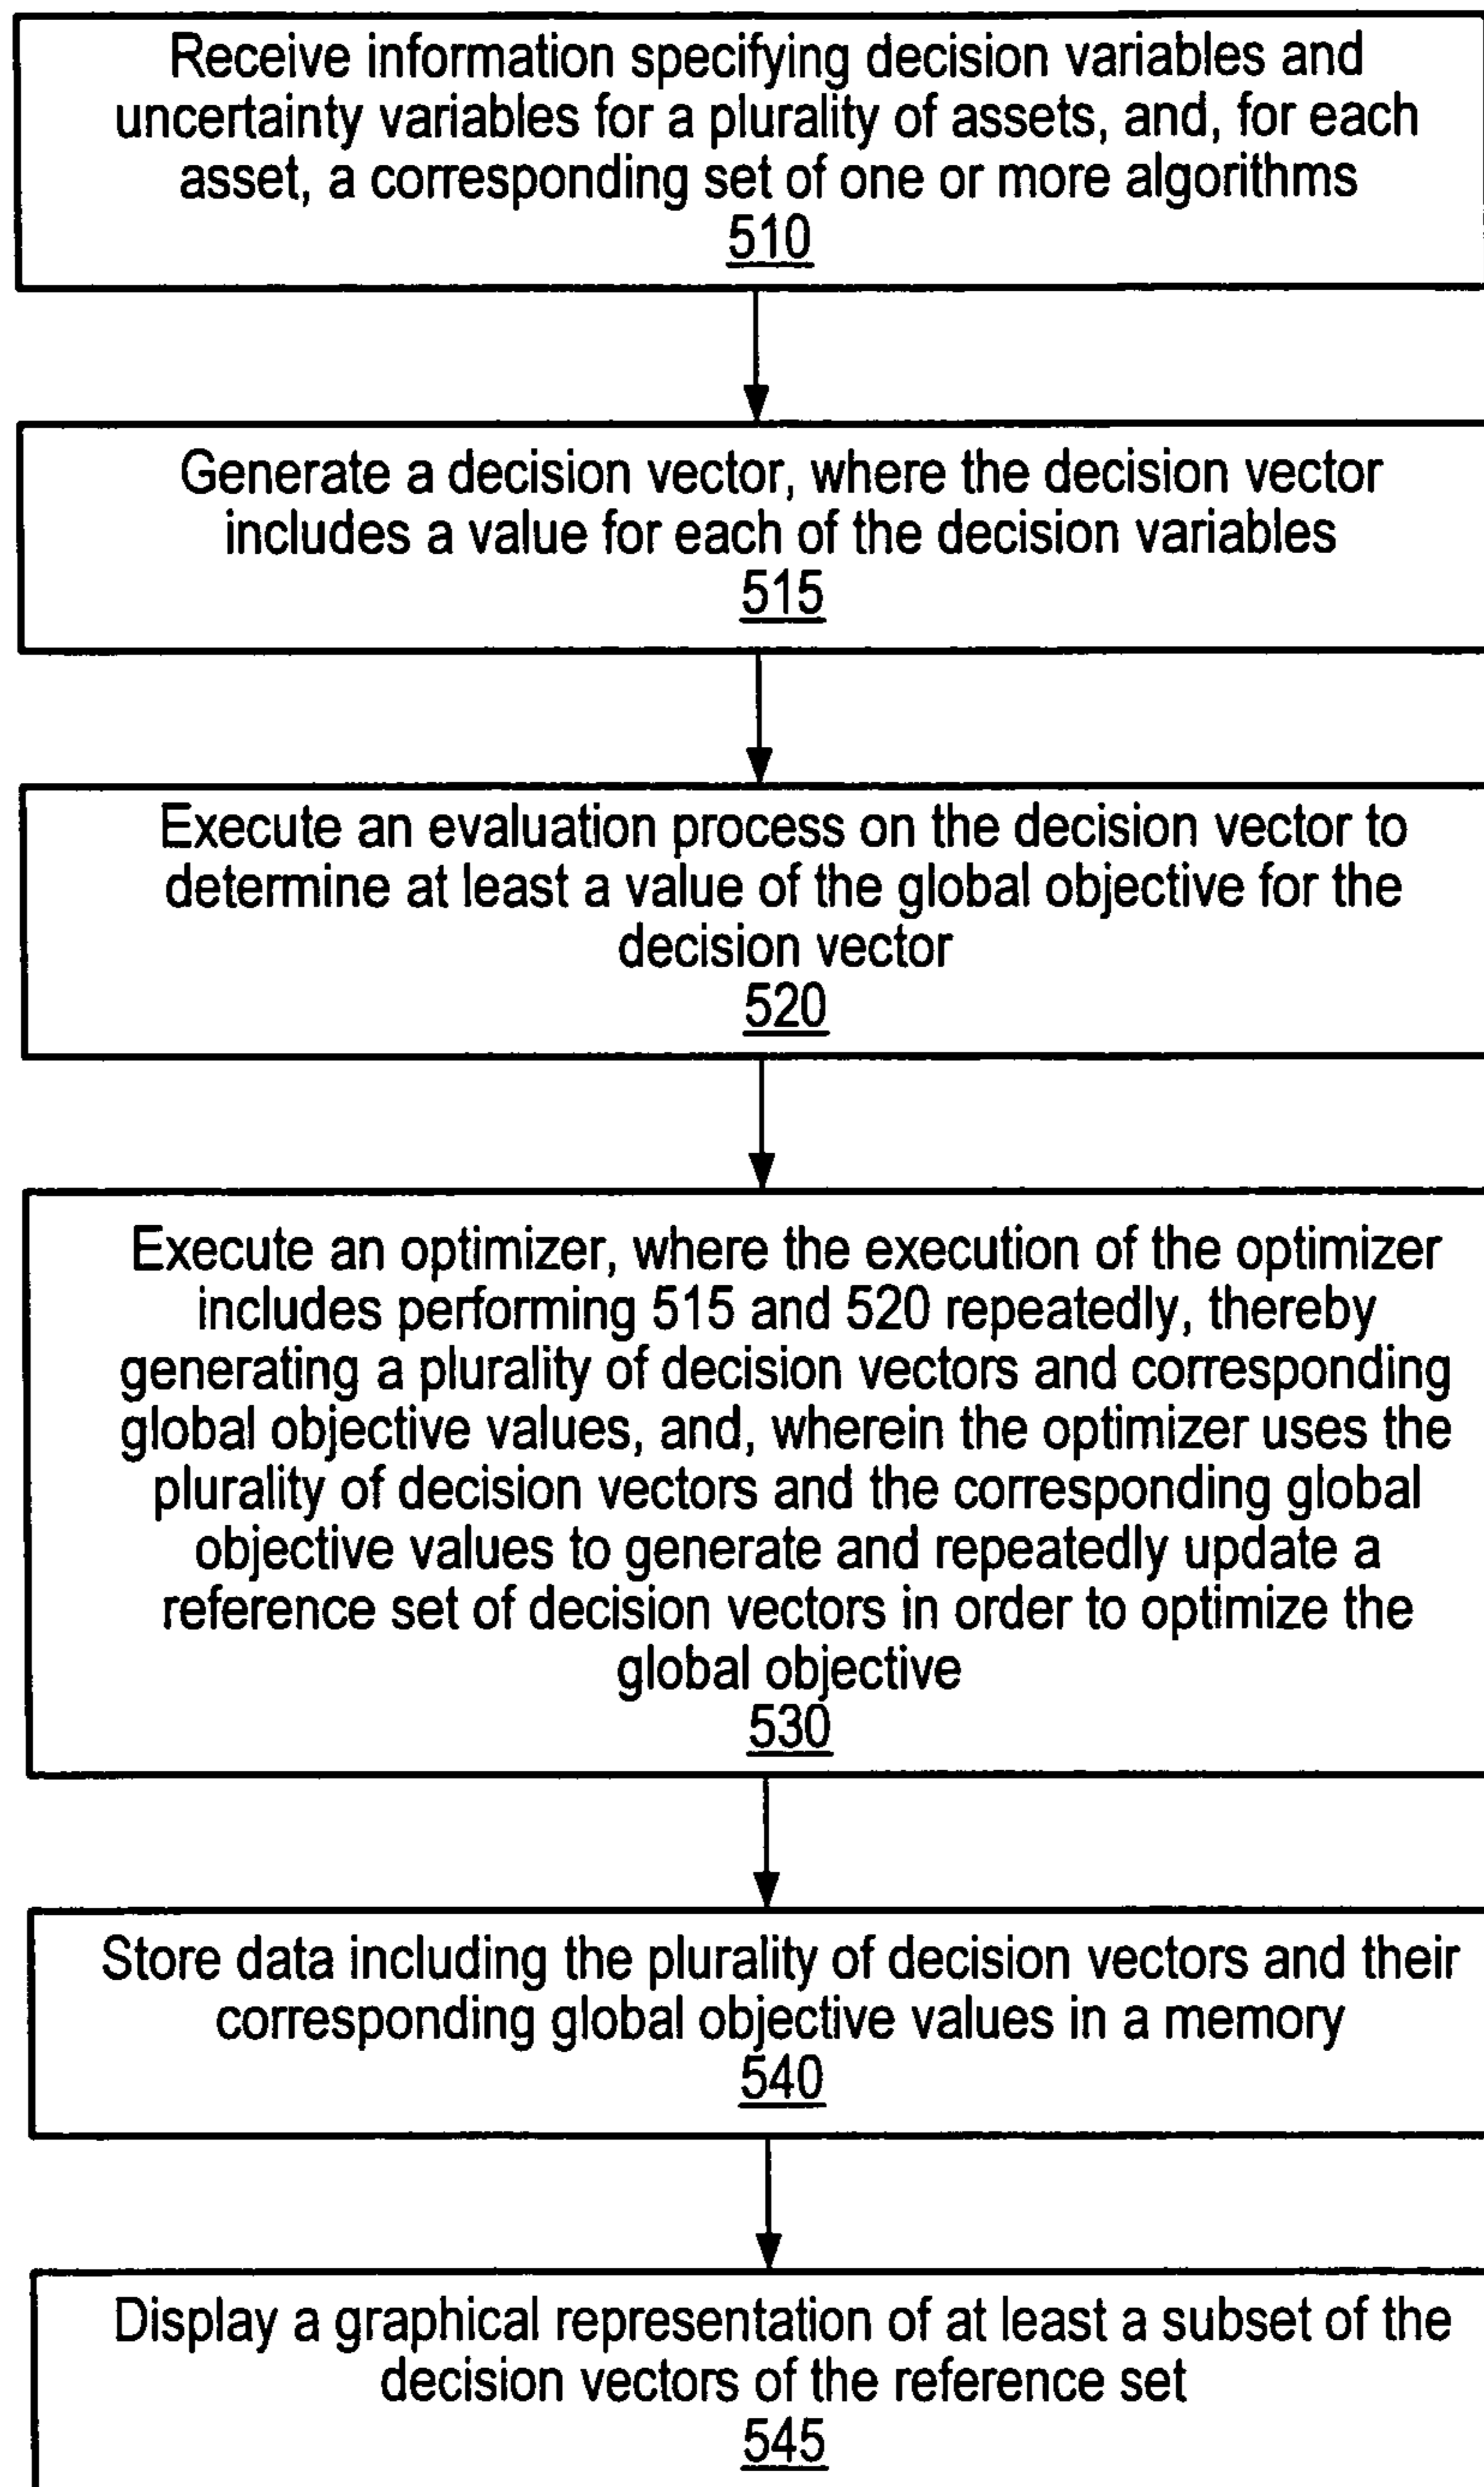 Receive information specifying decision variables and
uncertainty variables for a plurality of assets, and, for each
asset, a corresponding set of one or more algorithms
510
Generate a decision vector, where the decision vector
includes a value for each of the decision variables
515
Execute an evaluation process on the decision vector to
determine at least a value of the global objective for the
decision vector
520
Execute an optimizer, where the execution of the optimizer
includes performing 515 and 520 repeatedly, thereby
generating a plurality of decision vectors and corresponding
global objective values, and, wherein the optimizer uses the
plurality of decision vectors and the corresponding global
objective values to generate and repeatedly update a
reference set of decision vectors in order to optimize the
global objective
530
Store data including the plurality of decision vectors and their
corresponding global objective values in a memory
540
Display a graphical representation of at least a subset of the
decision vectors of the reference set
545